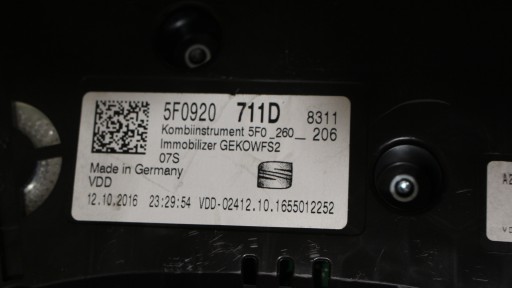 5F0920 711D 8311
Kombiinstrument 5F0_260__ 206
Immobilizer GEKOWFS2
07S
Made in Germany
VDD
12.10.2016 23:29:54 VDD-02412.10.1655012252